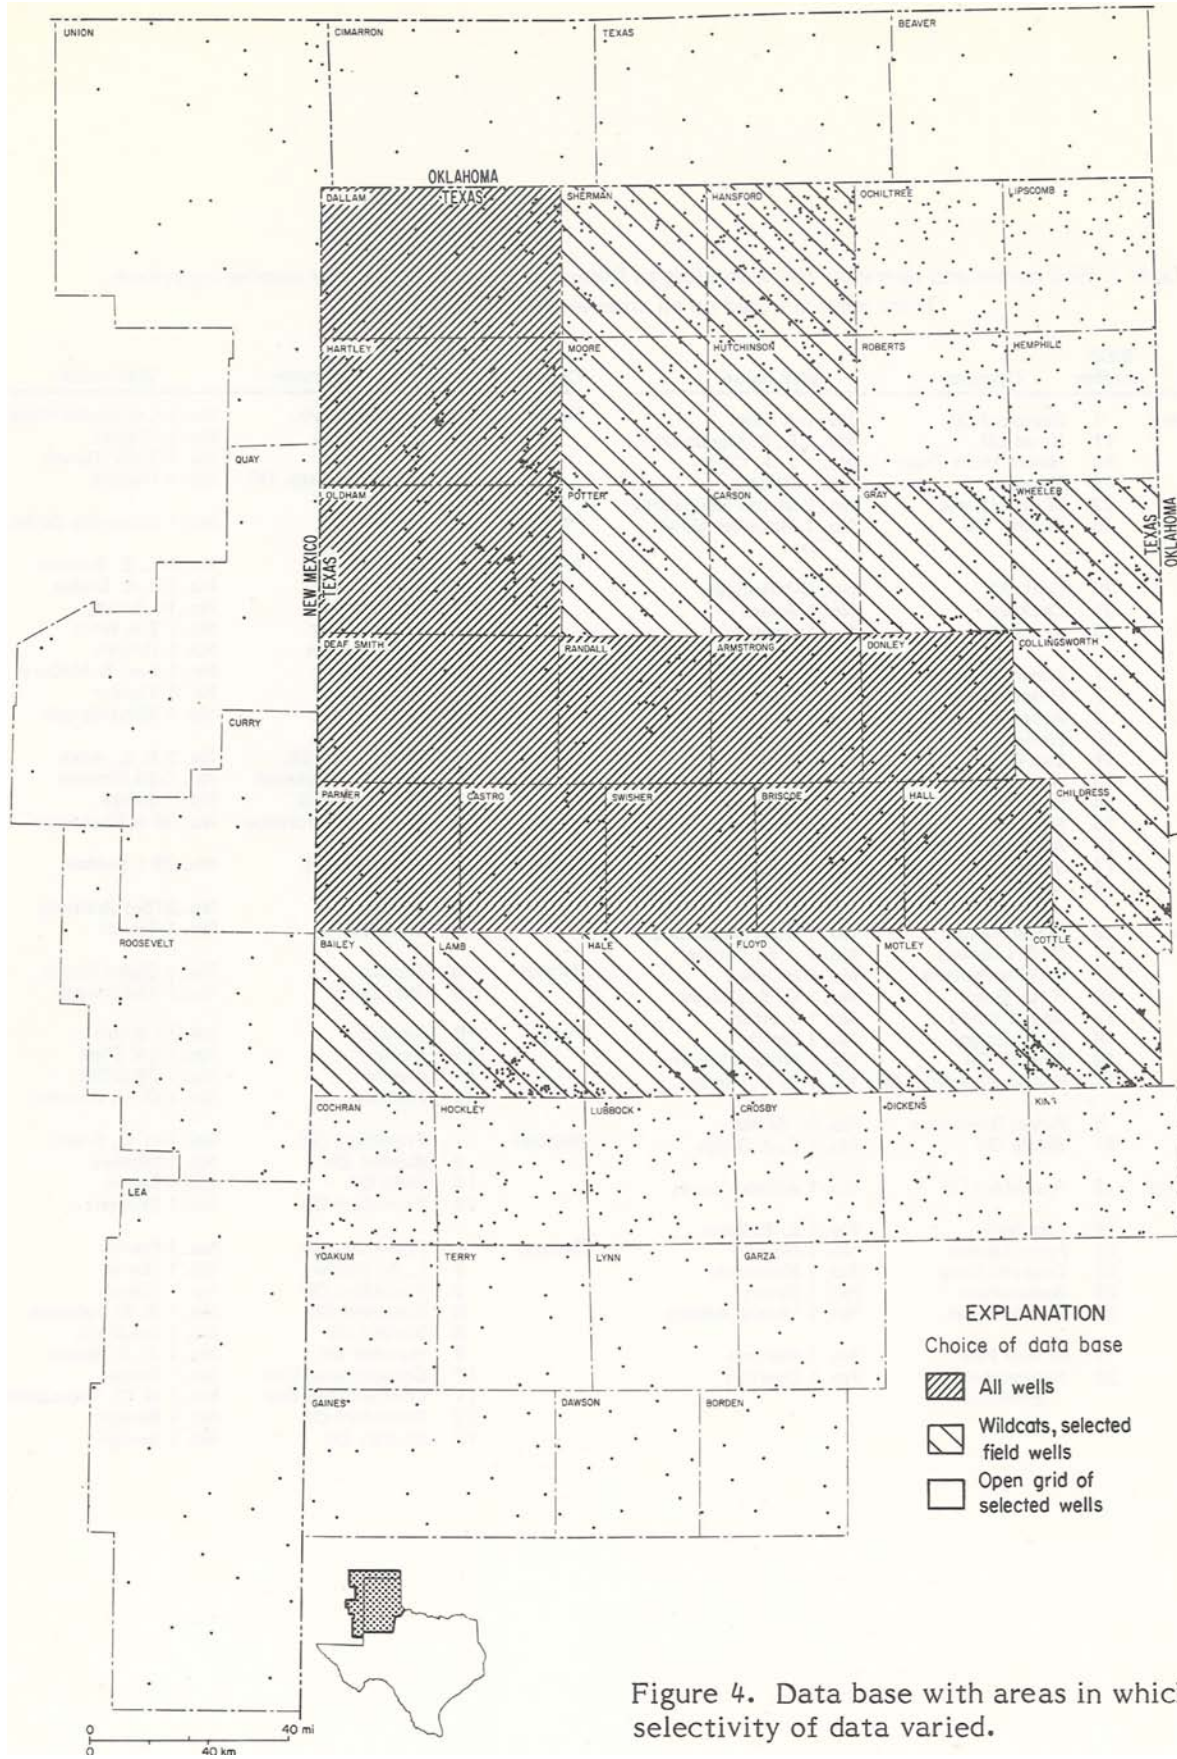 UNION
CIMARRON
TEXAS
BEAVER
OKLAHOMA
TEXAS
DALLAM
SHERMAN
HANSFORD
OCHILTREE
LIPSCOMB
HARTLEY
MOORE
HUTCHINSON
ROBERTS
HEMPHILL
QUAY
OLDHAM
POTTER
CARSON
GRAY
WHEELER
NEW MEXICO
TEXAS
TEXAS
OKLAHOMA
DEAF SMITH
RANDALL
ARMSTRONG
DONLEY
COLLINGSWORTH
CURRY
PARMER
CASTRO
SWISHER
BRISCOE
HALL
CHILDRESS
ROOSEVELT
BAILEY
LAMB
HALE
FLOYD
MOTLEY
COTTLE
COCHRAN
HOCKLEY
LUBBOCK
CROSBY
DICKENS
KING
LEA
YOAKUM
TERRY
LYNN
GARZA
GAINES
DAWSON
BORDEN
EXPLANATION
Choice of data base
All wells
Wildcats, selected
field wells
Open grid of
selected wells
0 40 mi
0 40 km
Figure 4. Data base with areas in whic
selectivity of data varied.